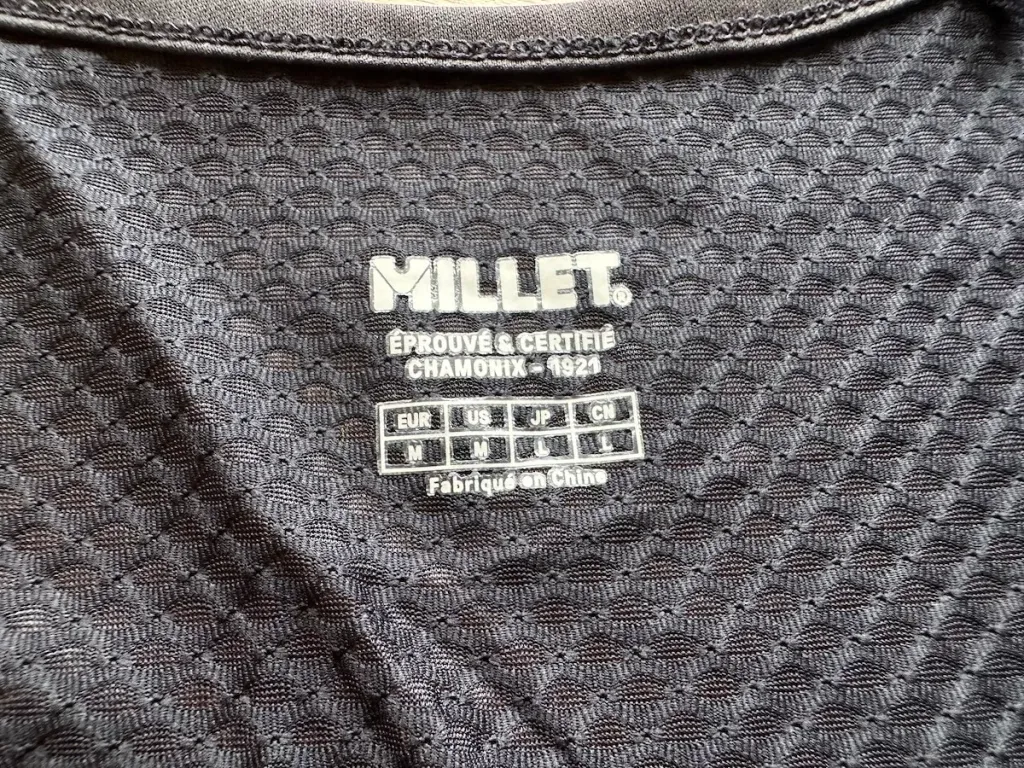 MILLET®
ÉPROUVÉ & CERTIFIÉ
CHAMONIX - 1921
EUR US JP CN
M M L L
Fabriqué en Chine